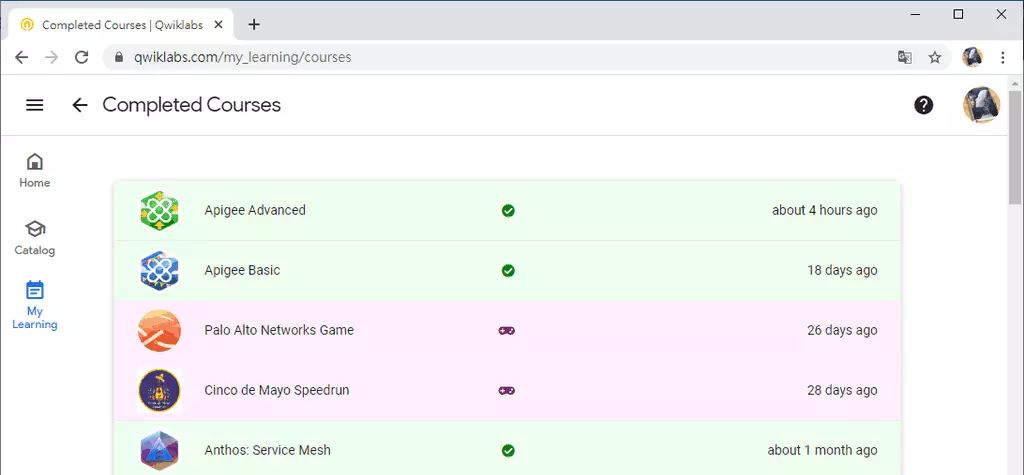 Completed Courses | Qwiklabs
qwiklabs.com/my_learning/courses
Completed Courses
Home
Catalog
My
Learning
Apigee Advanced about 4 hours ago
Apigee Basic 18 days ago
Palo Alto Networks Game 26 days ago
Cinco de Mayo Speedrun 28 days ago
Anthos: Service Mesh about 1 month ago